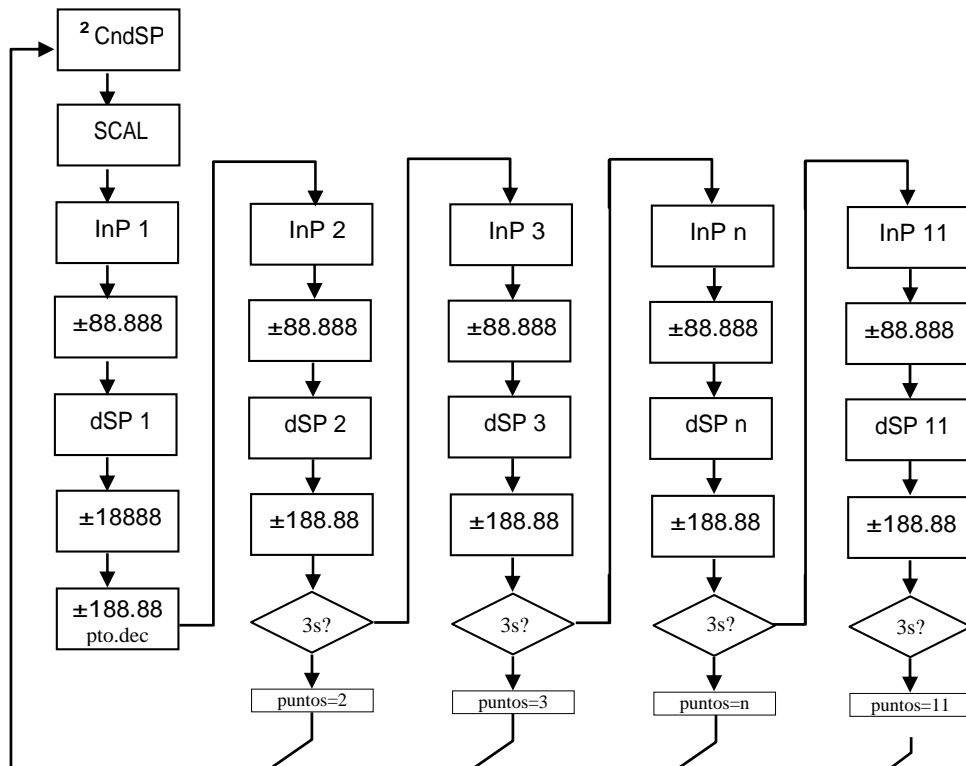 ² CndSP
SCAL
InP 1
±88.888
dSP 1
±18888
±188.88
pto.dec
InP 2
±88.888
dSP 2
±188.88
3s?
puntos=2
InP 3
±88.888
dSP 3
±188.88
3s?
puntos=3
InP n
±88.888
dSP n
±188.88
3s?
puntos=n
InP 11
±88.888
dSP 11
±188.88
3s?
puntos=11